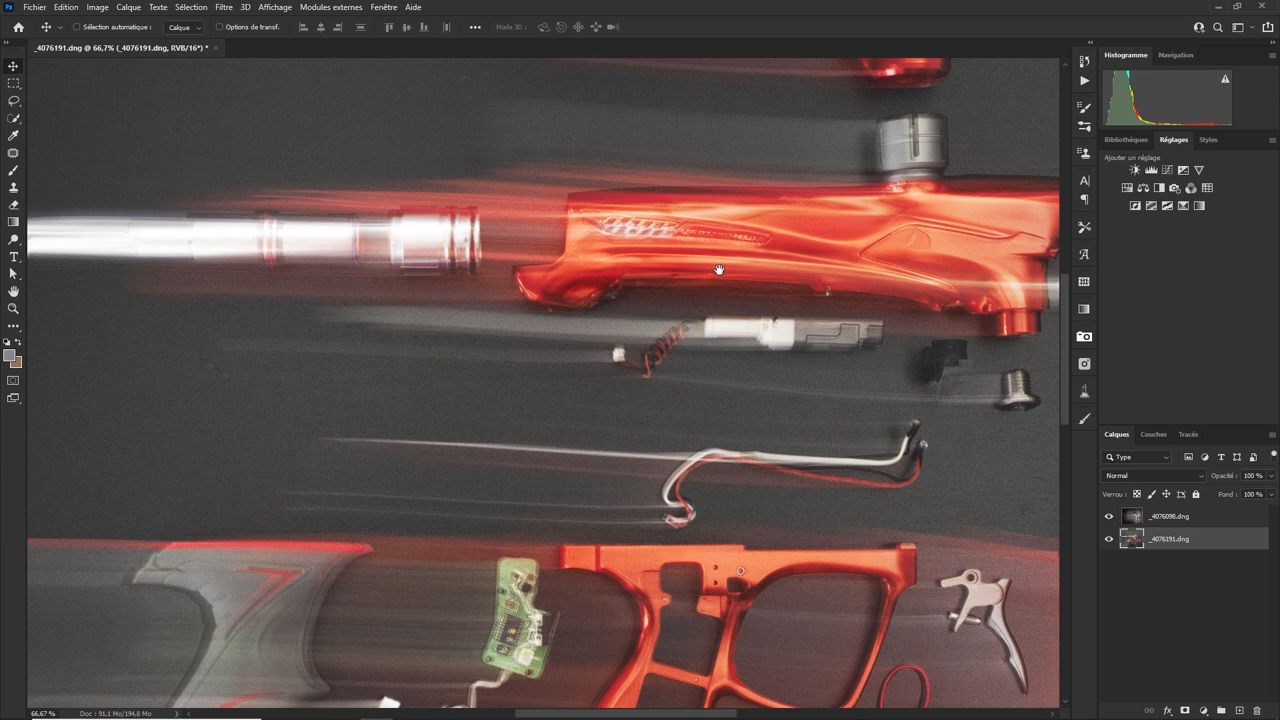 Ps Fichier Edition Image Calque Texte Sélection Filtre 3D Affichage Modules externes Fenêtre Aide
Sélection automatique : Calque Options de transf. ••• Mode 3D :
_4076191.dng @ 66,7% (_4076191.dng, RVB/16*) * ×
Histogramme Navigation
Bibliothèques Réglages Styles
Ajouter un réglage
Calques Couches Tracés
Type
Normal Opacité : 100 %
Verrou : Fond : 100 %
_4076098.dng
_4076191.dng
66,67 % Doc : 91,1 Mo/194,8 Mo